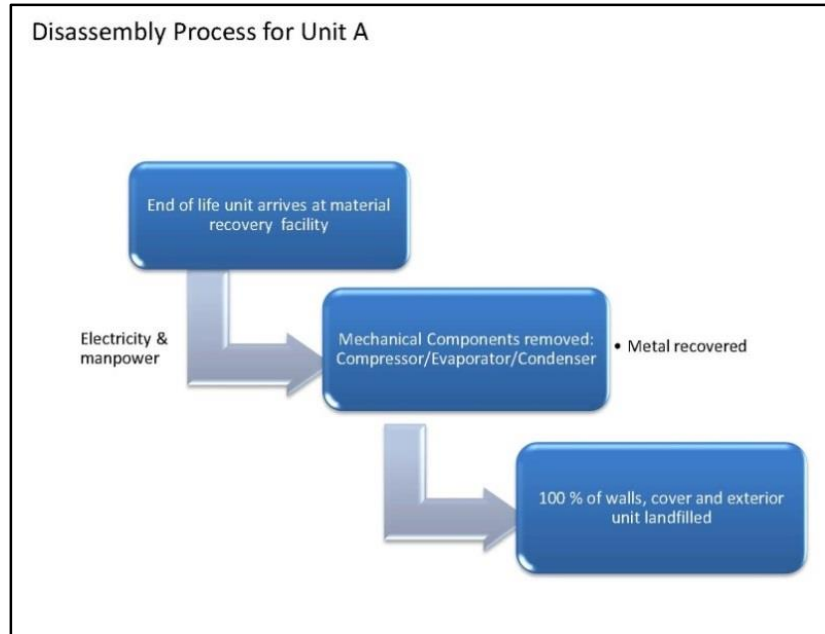 Disassembly Process for Unit A
End of life unit arrives at material
recovery facility
Electricity &
manpower
Mechanical Components removed:
Compressor/Evaporator/Condenser
• Metal recovered
100 % of walls, cover and exterior
unit landfilled